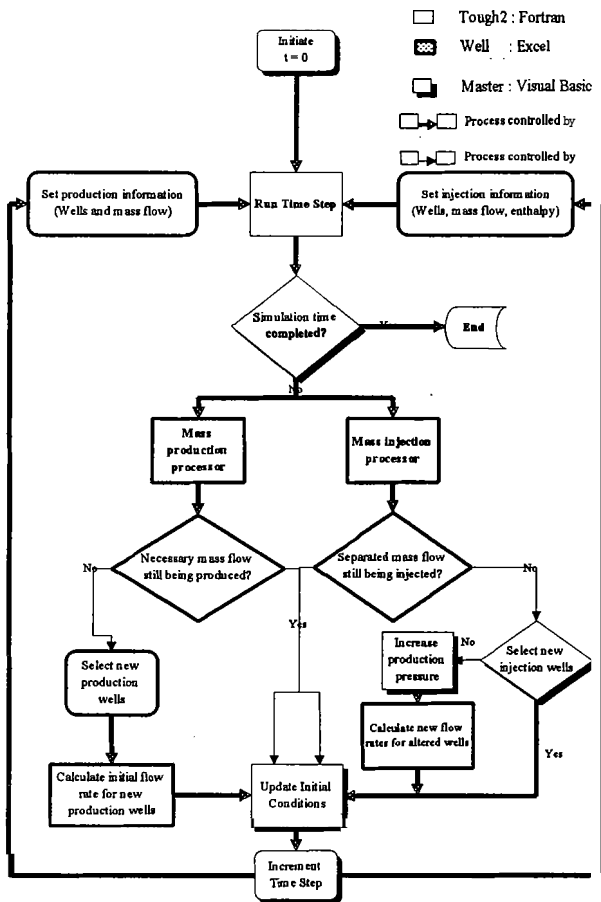 Initiate
t = 0
Tough2 : Fortran
Well : Excel
Master : Visual Basic
Process controlled by
Process controlled by
Set production information
(Wells and mass flow)
Run Time Step
Set injection information
(Wells, mass flow, enthalpy)
Simulation time
completed?
Yes
End
No
Mass
production
processor
Mass injection
processor
No
Necessary mass flow
still being produced?
Separated mass flow
still being injected?
No
Yes
Select new
production
wells
Increase
production
pressure
No
Select new
injection wells
Calculate new flow
rates for altered wells
Yes
Calculate initial flow
rate for new
production wells
Update Initial
Conditions
Increment
Time Step